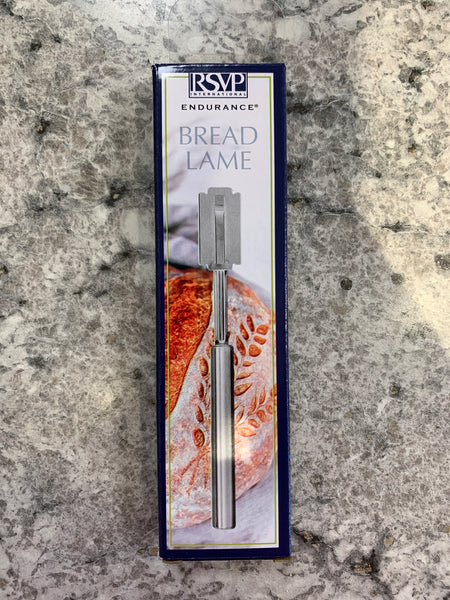 RSVP
INTERNATIONAL
ENDURANCE®
BREAD
LAME